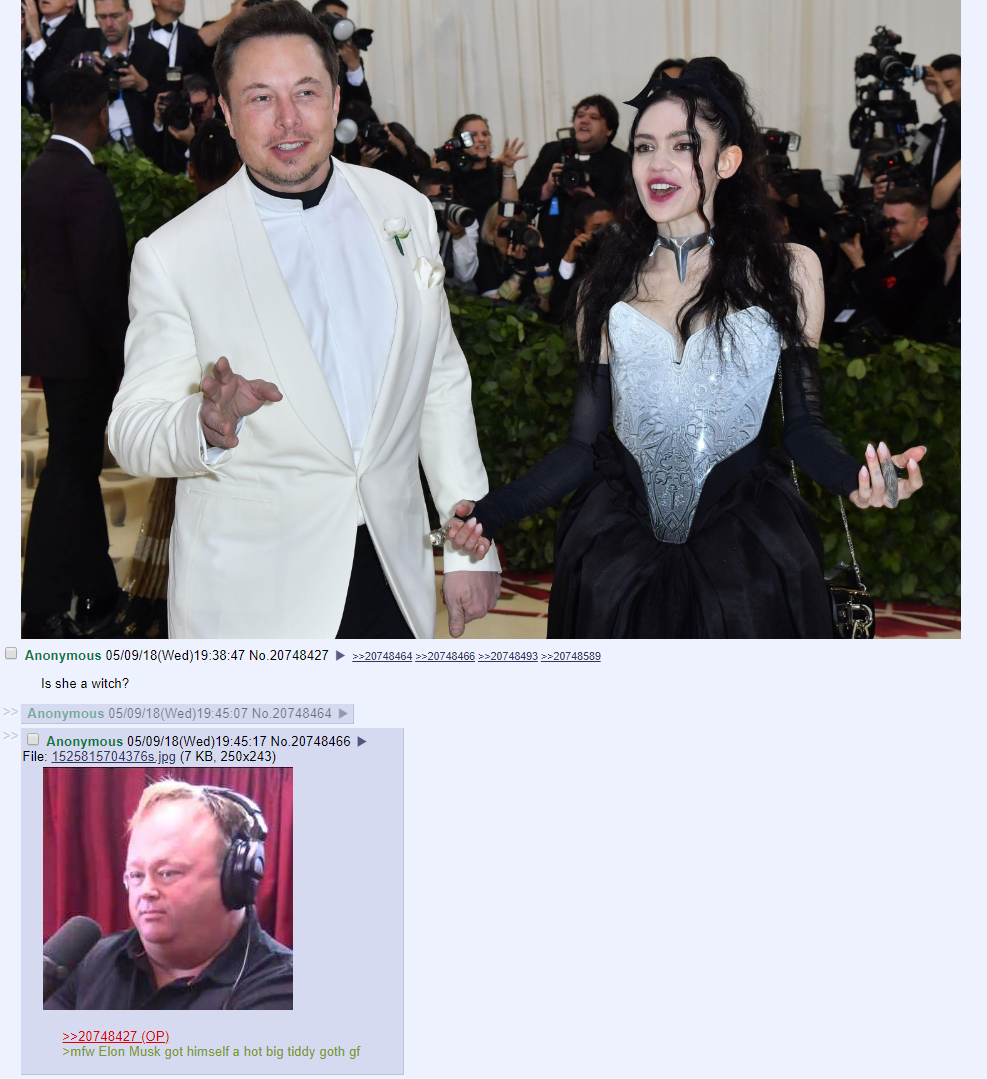 Anonymous 05/09/18(Wed)19:38:47 No.20748427 ▶ >>20748464 >>20748466 >>20748493 >>20748589
Is she a witch?
>> Anonymous 05/09/18(Wed)19:45:07 No.20748464 ▶
>> Anonymous 05/09/18(Wed)19:45:17 No.20748466 ▶
File: 1525815704376s.jpg (7 KB, 250x243)
>>20748427 (OP)
>mfw Elon Musk got himself a hot big tiddy goth gf